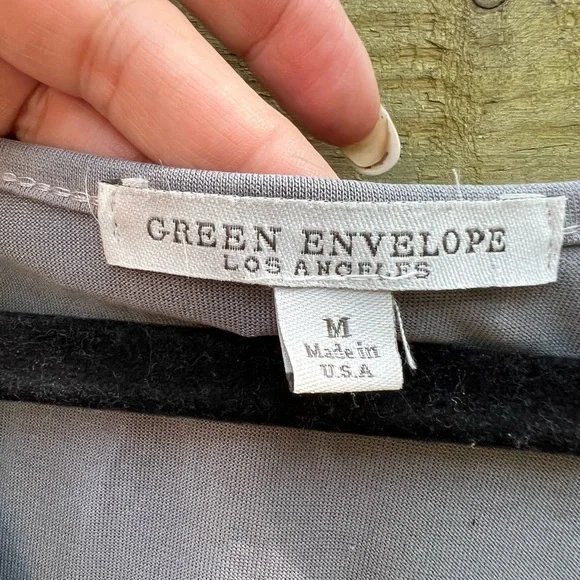 GREEN ENVELOPE
LOS ANGELES
M
Made in
U.S.A